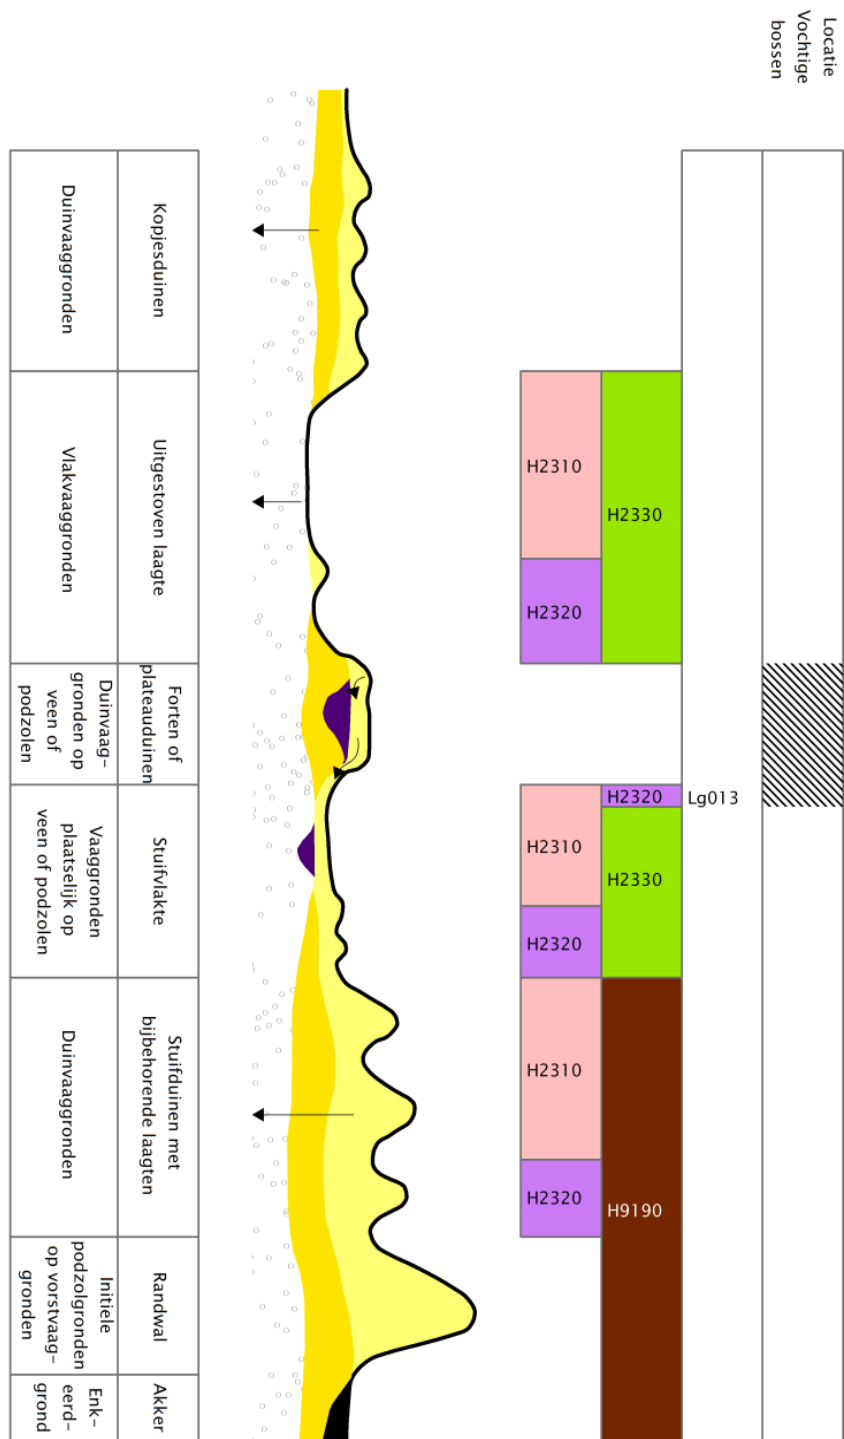 Locatie
Vochtige
bossen
H2310
H2330
H2320
H2320
Lg013
H2310
H2330
H2320
H2310
H2320
H9190
Kopjesduinen
Uitgestoven laagte
Forten of
plateauduinen
Stuifvlakte
Stuifduinen met
bijbehorende laagten
Randwal
Akker
Duinvaaggronden
Vlakvaaggronden
Duinvaag-
gronden op
veen of
podzolen
Vaaggronden
plaatselijk op
veen of podzolen
Duinvaaggronden
Initiele
podzolgronden
op vorstvaag-
gronden
Enk-
eerd-
grond